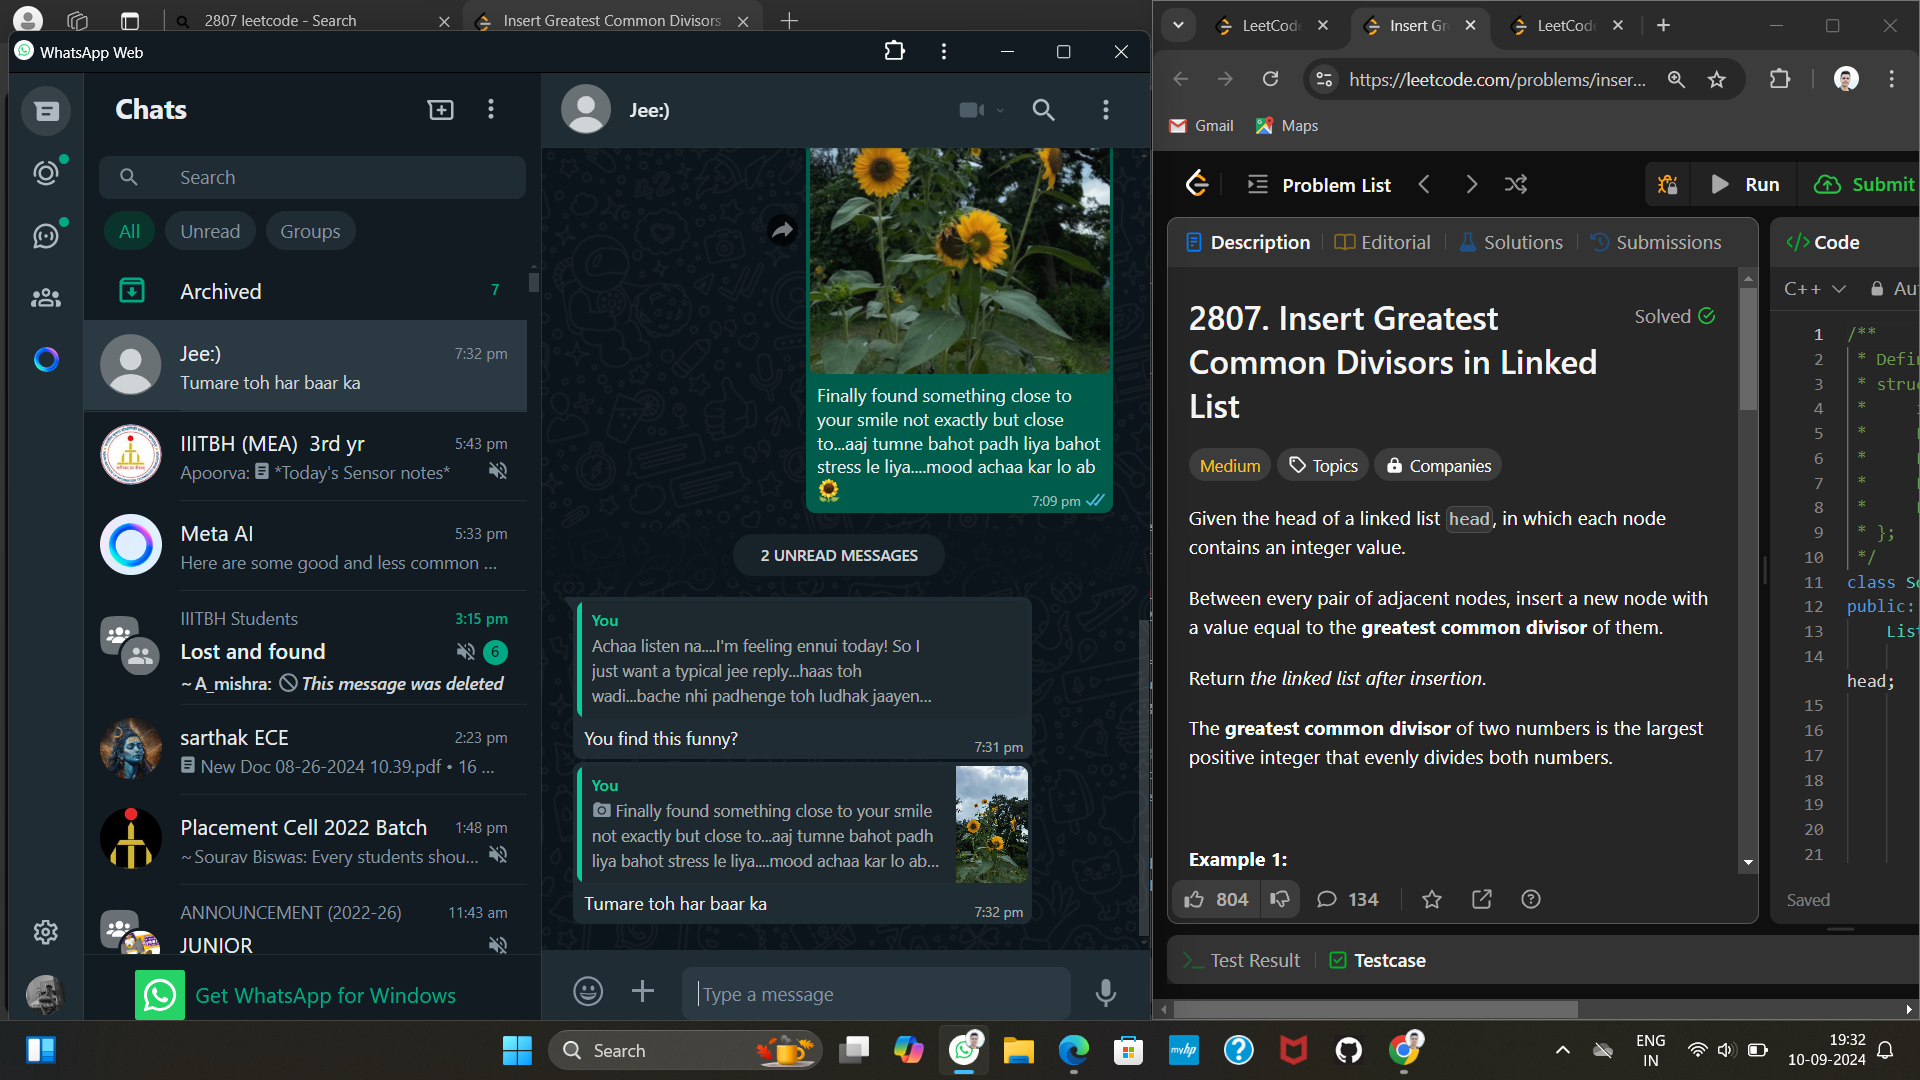 2807 leetcode - Search
Insert Greatest Common Divisors
WhatsApp Web
Chats
Search
All
Unread
Groups
Archived
7
Jee:)
7:32 pm
Tumare toh har baar ka
IIITBH (MEA) 3rd yr
5:43 pm
Apoorva: *Today's Sensor notes*
Meta AI
5:33 pm
Here are some good and less common ...
IIITBH Students
3:15 pm
Lost and found
6
~ A_mishra: This message was deleted
sarthak ECE
2:23 pm
New Doc 08-26-2024 10.39.pdf • 16 ...
Placement Cell 2022 Batch
1:48 pm
~ Sourav Biswas: Every students shou...
ANNOUNCEMENT (2022-26)
11:43 am
JUNIOR
Get WhatsApp for Windows
Jee:)
Finally found something close to
your smile not exactly but close
to...aaj tumne bahot padh liya bahot
stress le liya....mood achaa kar lo ab
🌻
7:09 pm
2 UNREAD MESSAGES
You
Achaa listen na....I'm feeling ennui today! So I
just want a typical jee reply...haas toh
wadi...bache nhi padhenge toh ludhak jaayen...
You find this funny?
7:31 pm
You
Finally found something close to your smile
not exactly but close to...aaj tumne bahot padh
liya bahot stress le liya....mood achaa kar lo ab...
Tumare toh har baar ka
7:32 pm
Type a message
LeetCode
Insert Gr
LeetCode
https://leetcode.com/problems/inser...
Gmail
Maps
Problem List
Run
Submit
Description
Editorial
Solutions
Submissions
2807. Insert Greatest
Common Divisors in Linked
List
Solved
Medium
Topics
Companies
Given the head of a linked list head, in which each node
contains an integer value.
Between every pair of adjacent nodes, insert a new node with
a value equal to the greatest common divisor of them.
Return the linked list after insertion.
The greatest common divisor of two numbers is the largest
positive integer that evenly divides both numbers.
Example 1:
804
134
</> Code
C++
Au
1 /**
2 * Defin
3 * struc
4 *
5 *
6 *
7 *
8 *
9 * };
10 */
11 class So
12 public:
13 List
14
head;
15
16
17
18
19
20
21
Saved
Test Result
Testcase
Search
myhp
ENG
IN
19:32
10-09-2024